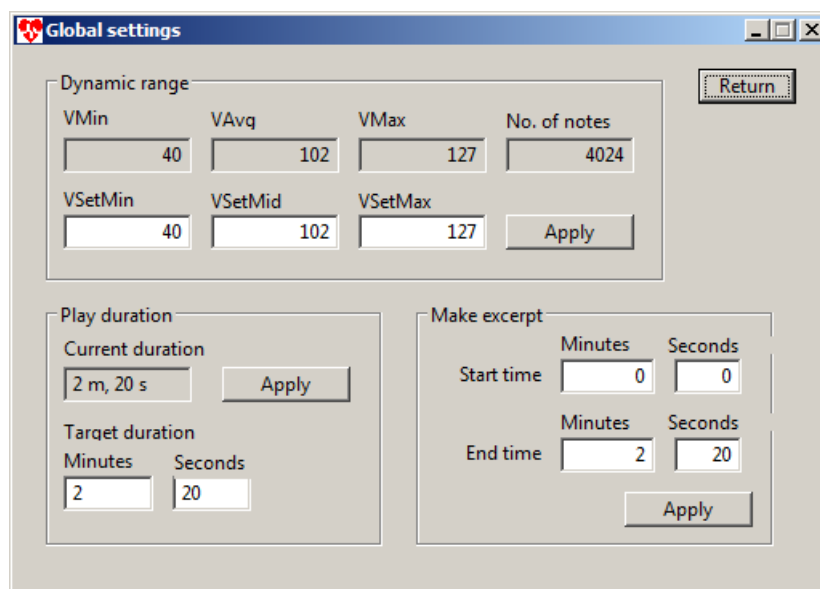 Global settings
Dynamic range
Return
VMin VAvg VMax No. of notes
40 102 127 4024
VSetMin VSetMid VSetMax
40 102 127 Apply
Play duration
Current duration
2 m, 20 s Apply
Target duration
Minutes Seconds
2 20
Make excerpt
Minutes Seconds
Start time 0 0
Minutes Seconds
End time 2 20
Apply